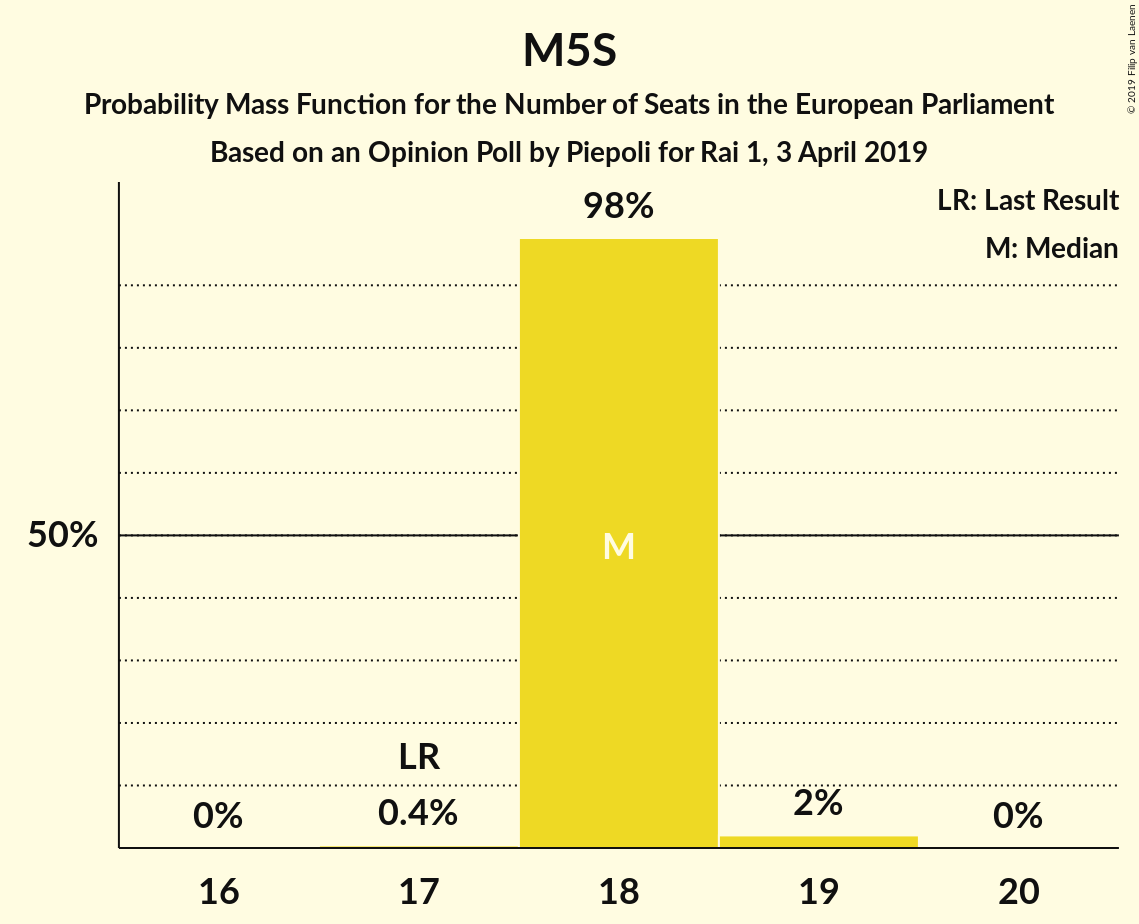 M5S
Probability Mass Function for the Number of Seats in the European Parliament
Based on an Opinion Poll by Piepoli for Rai 1, 3 April 2019
© 2019 Filip van Laenen
LR: Last Result
M: Median
98%
50%
M
LR
0%
0.4%
2%
0%
16
17
18
19
20